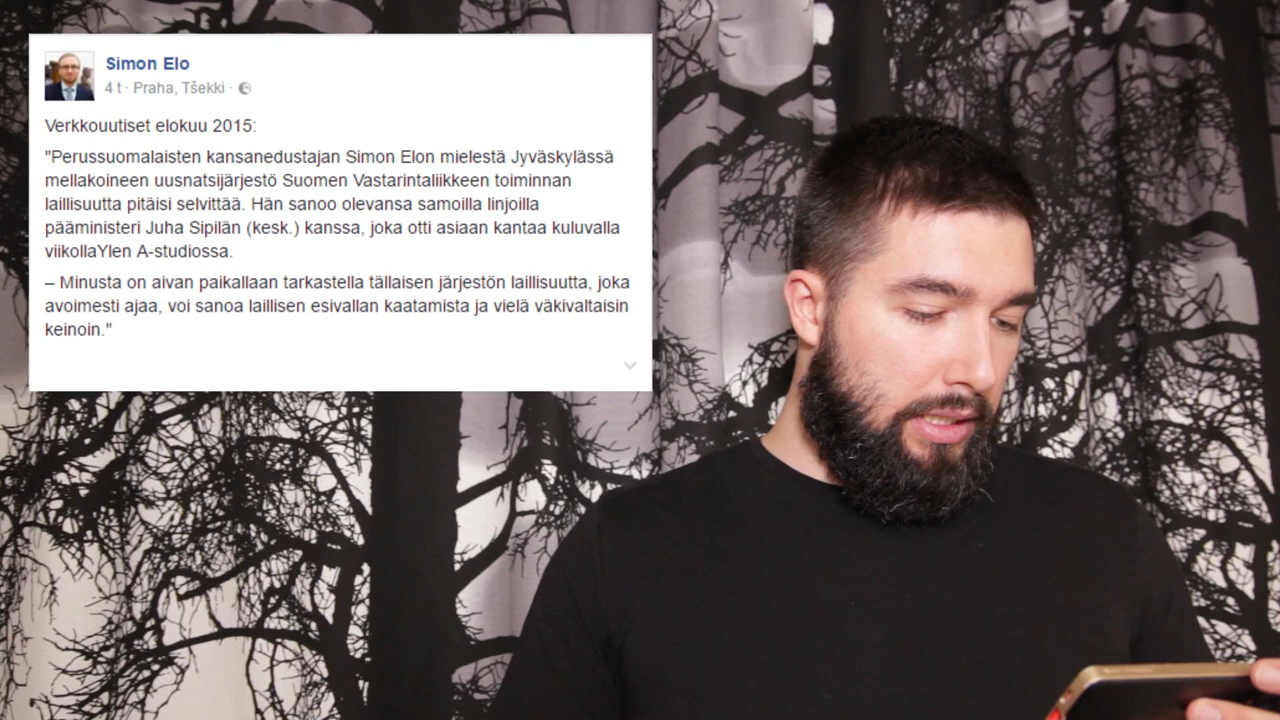 Simon Elo
4 t · Praha, Tšekki ·
Verkkouutiset elokuu 2015:
"Perussuomalaisten kansanedustajan Simon Elon mielestä Jyväskylässä
mellakoineen uusnatsijärjestö Suomen Vastarintaliikkeen toiminnan
laillisuutta pitäisi selvittää. Hän sanoo olevansa samoilla linjoilla
pääministeri Juha Sipilän (kesk.) kanssa, joka otti asiaan kantaa kuluvalla
viikollaYlen A-studiossa.
– Minusta on aivan paikallaan tarkastella tällaisen järjestön laillisuutta, joka
avoimesti ajaa, voi sanoa laillisen esivallan kaatamista ja vielä väkivaltaisin
keinoin."